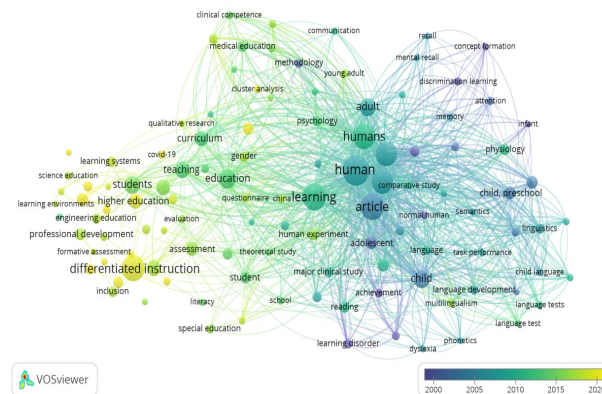 clinical competence
communication
recall
medical education
concept formation
methodology
mental recall
young adult
discrimination learning
cluster analysis
adult
attention
memory
qualitative research
psychology
infant
curriculum
humans
physiology
covid-19
gender
learning systems
teaching
science education
human
comparative study
students
education
child, preschool
learning environments
higher education
questionnaire
china
learning
article
engineering education
evaluation
normal human
semantics
linguistics
professional development
human experiment
adolescent
formative assessment
assessment
theoretical study
language
task performance
differentiated instruction
major clinical study
student
child
child language
inclusion
achievement
language development
literacy
school
reading
multilingualism
language tests
special education
language test
learning disorder
phonetics
dyslexia
VOSviewer
2000
2005
2010
2015
2020